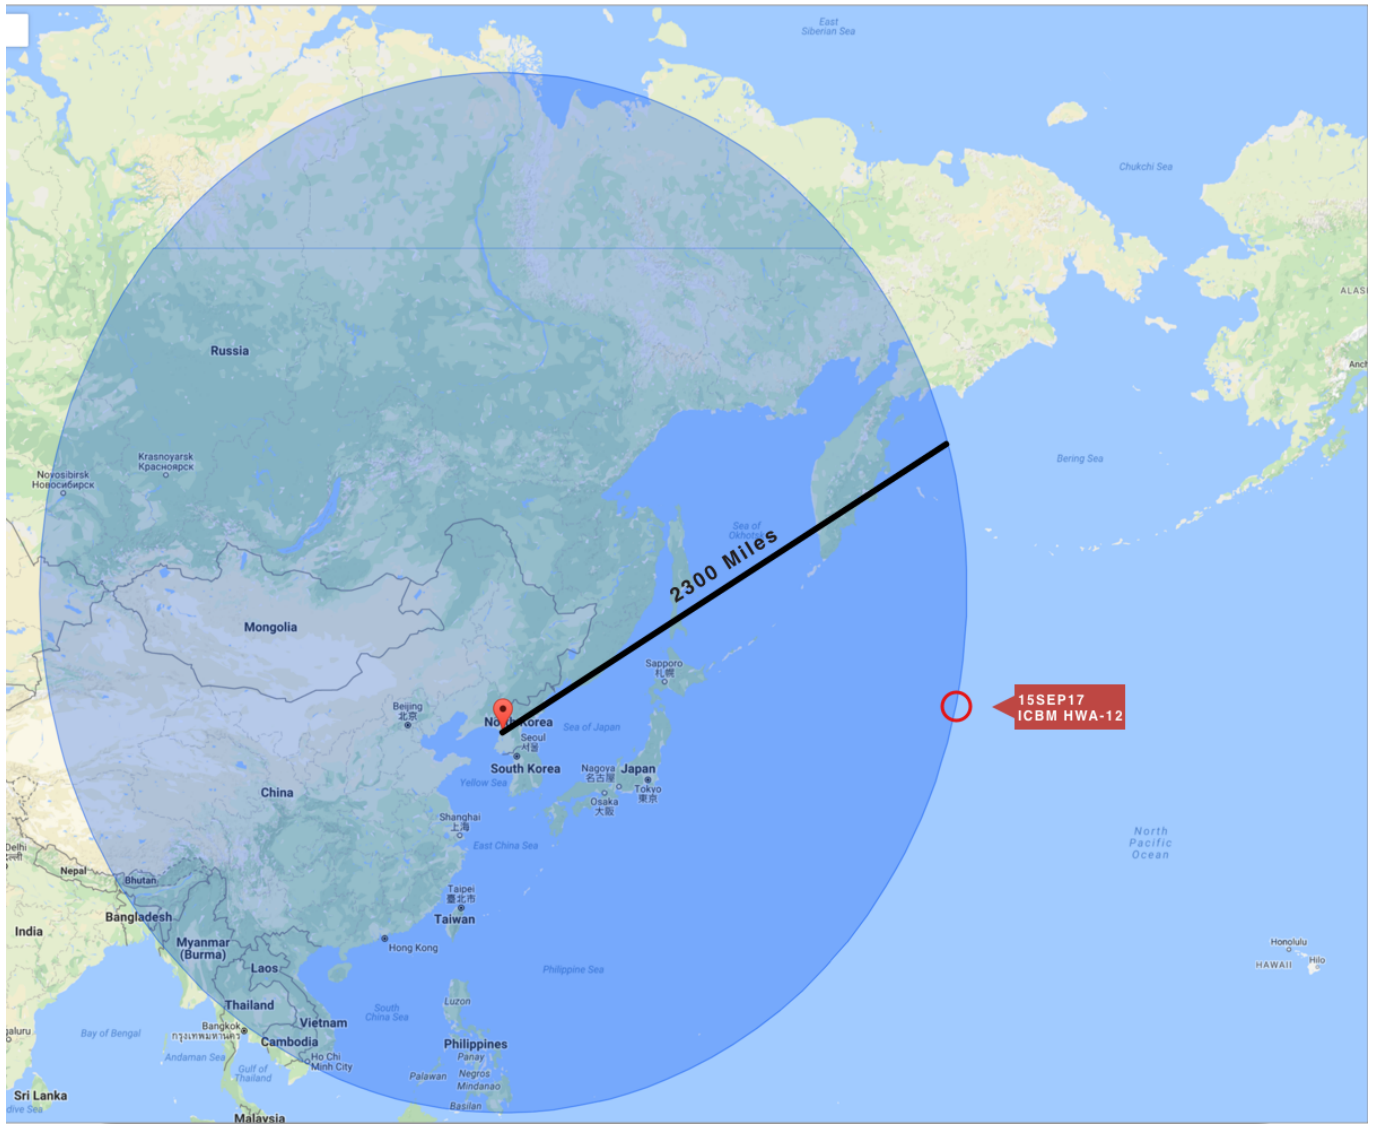 East
Siberian Sea
Chukchi Sea
ALAS
Russia
Anch
Krasnoyarsk
Красноярск
Novosibirsk
Новосибирск
Bering Sea
Sea of
Okhotsk
2300 Miles
Mongolia
Sapporo
札幌
Beijing
北京
North Korea
Sea of Japan
15SEP17
ICBM HWA-12
Seoul
서울
South Korea
Nagoya
名古屋
Japan
Yellow Sea
Tokyo
東京
Osaka
大阪
China
Shanghai
上海
North
Pacific
Ocean
East China Sea
Delhi
Nepal
Bhutan
Taipei
臺北市
Bangladesh
Taiwan
India
Hong Kong
Myanmar
(Burma)
Honolulu
HAWAII
Hilo
Laos
Philippine Sea
Luzon
Thailand
South
China Sea
Vietnam
Bangkok
กรุงเทพมหานคร
galuru
Bay of Bengal
Cambodia
Philippines
Andaman Sea
Panay
Ho Chi
Minh City
Gulf of
Thailand
Palawan
Negros
Mindanao
Sri Lanka
dive Sea
Basilan
Malaysia